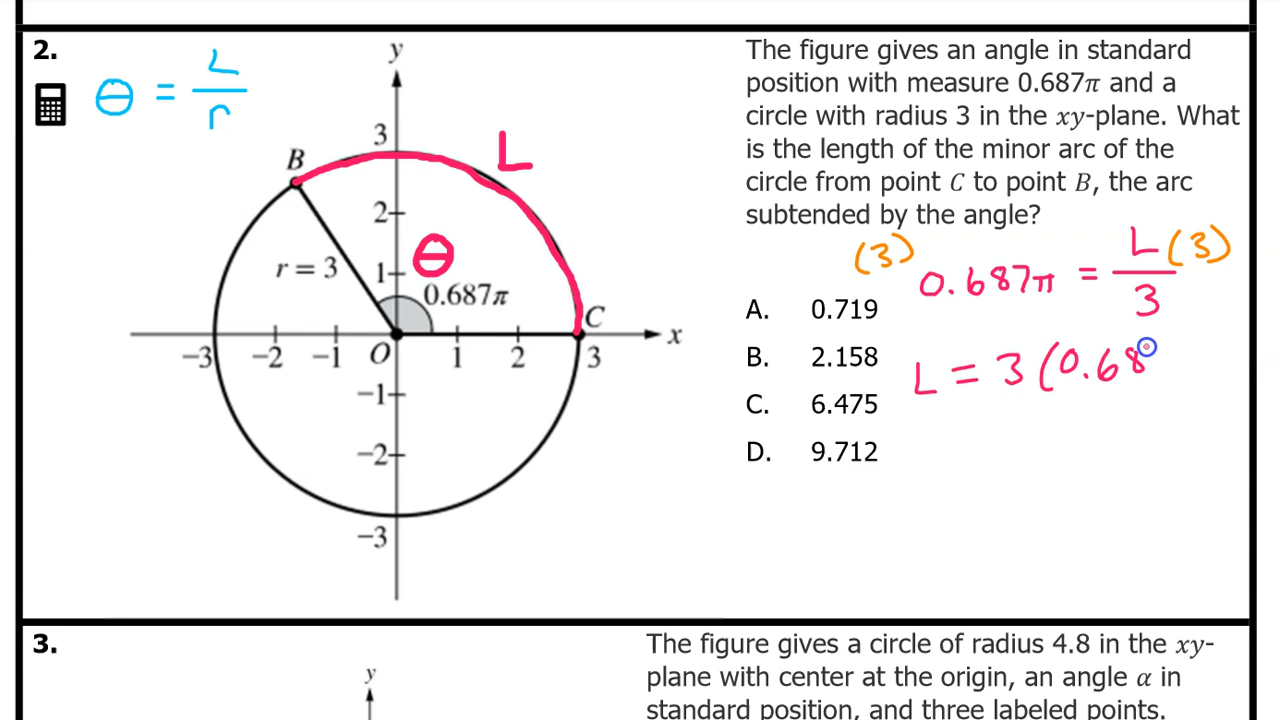 2.
θ = L/r
y
3
B
L
2
r = 3
1
θ
0.687π
C
x
−3
−2
−1
O
1
2
3
−1
−2
−3
The figure gives an angle in standard
position with measure 0.687π and a
circle with radius 3 in the xy-plane. What
is the length of the minor arc of the
circle from point C to point B, the arc
subtended by the angle?
(3) 0.687π = L/3 (3)
A. 0.719
B. 2.158
C. 6.475
D. 9.712
L = 3(0.68
3.
y
The figure gives a circle of radius 4.8 in the xy-
plane with center at the origin, an angle α in
standard position, and three labeled points.